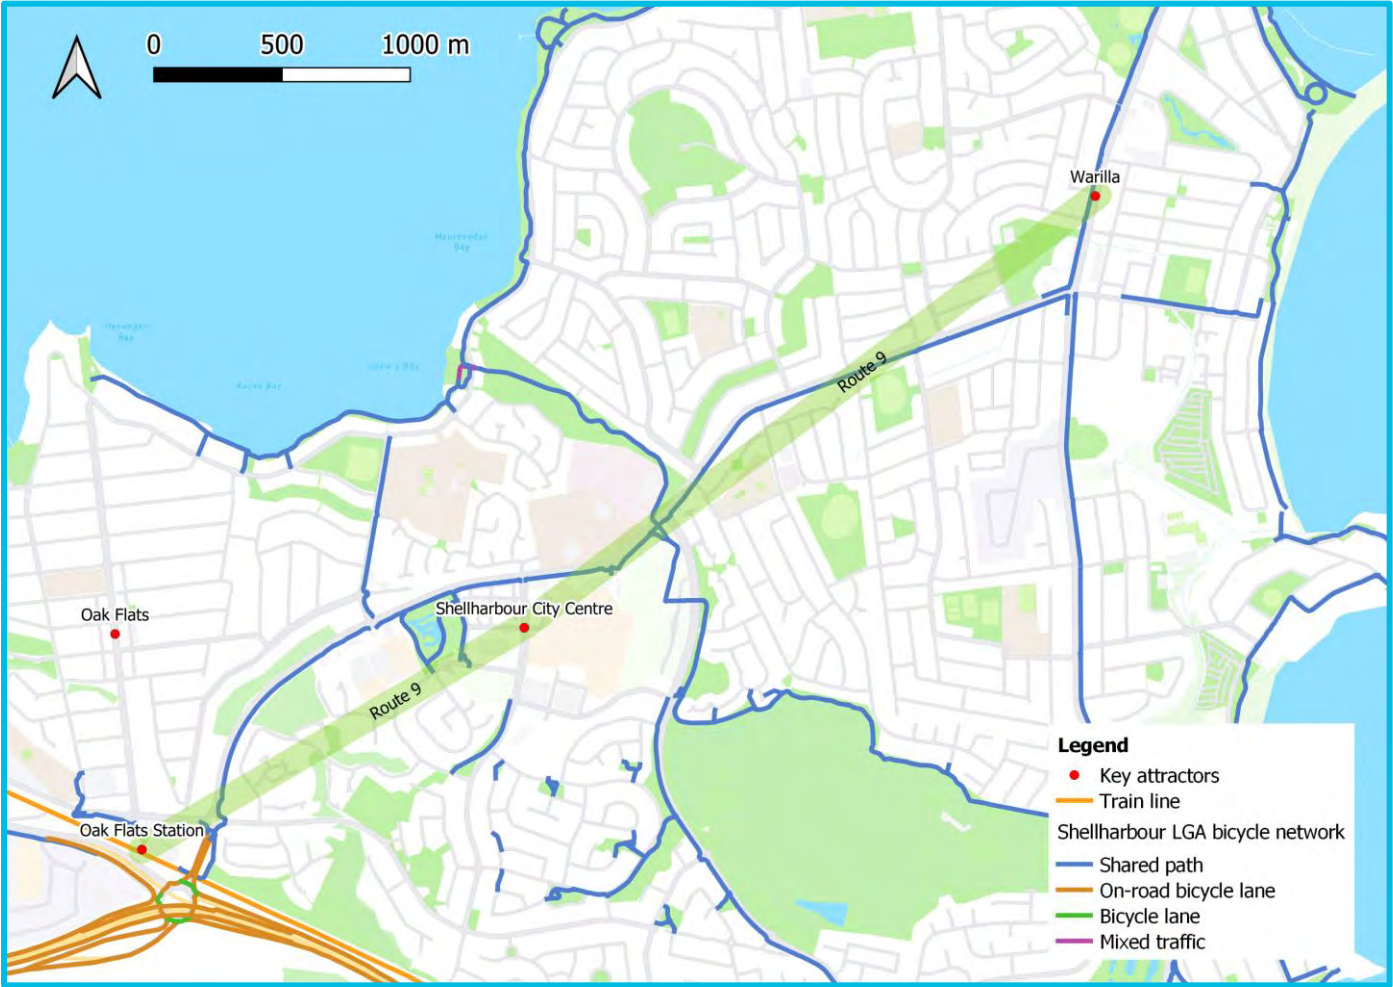 0 500 1000 m
Warilla
Route 9
Oak Flats
Shellharbour City Centre
Route 9
Oak Flats Station
Legend
Key attractors
Train line
Shellharbour LGA bicycle network
Shared path
On-road bicycle lane
Bicycle lane
Mixed traffic